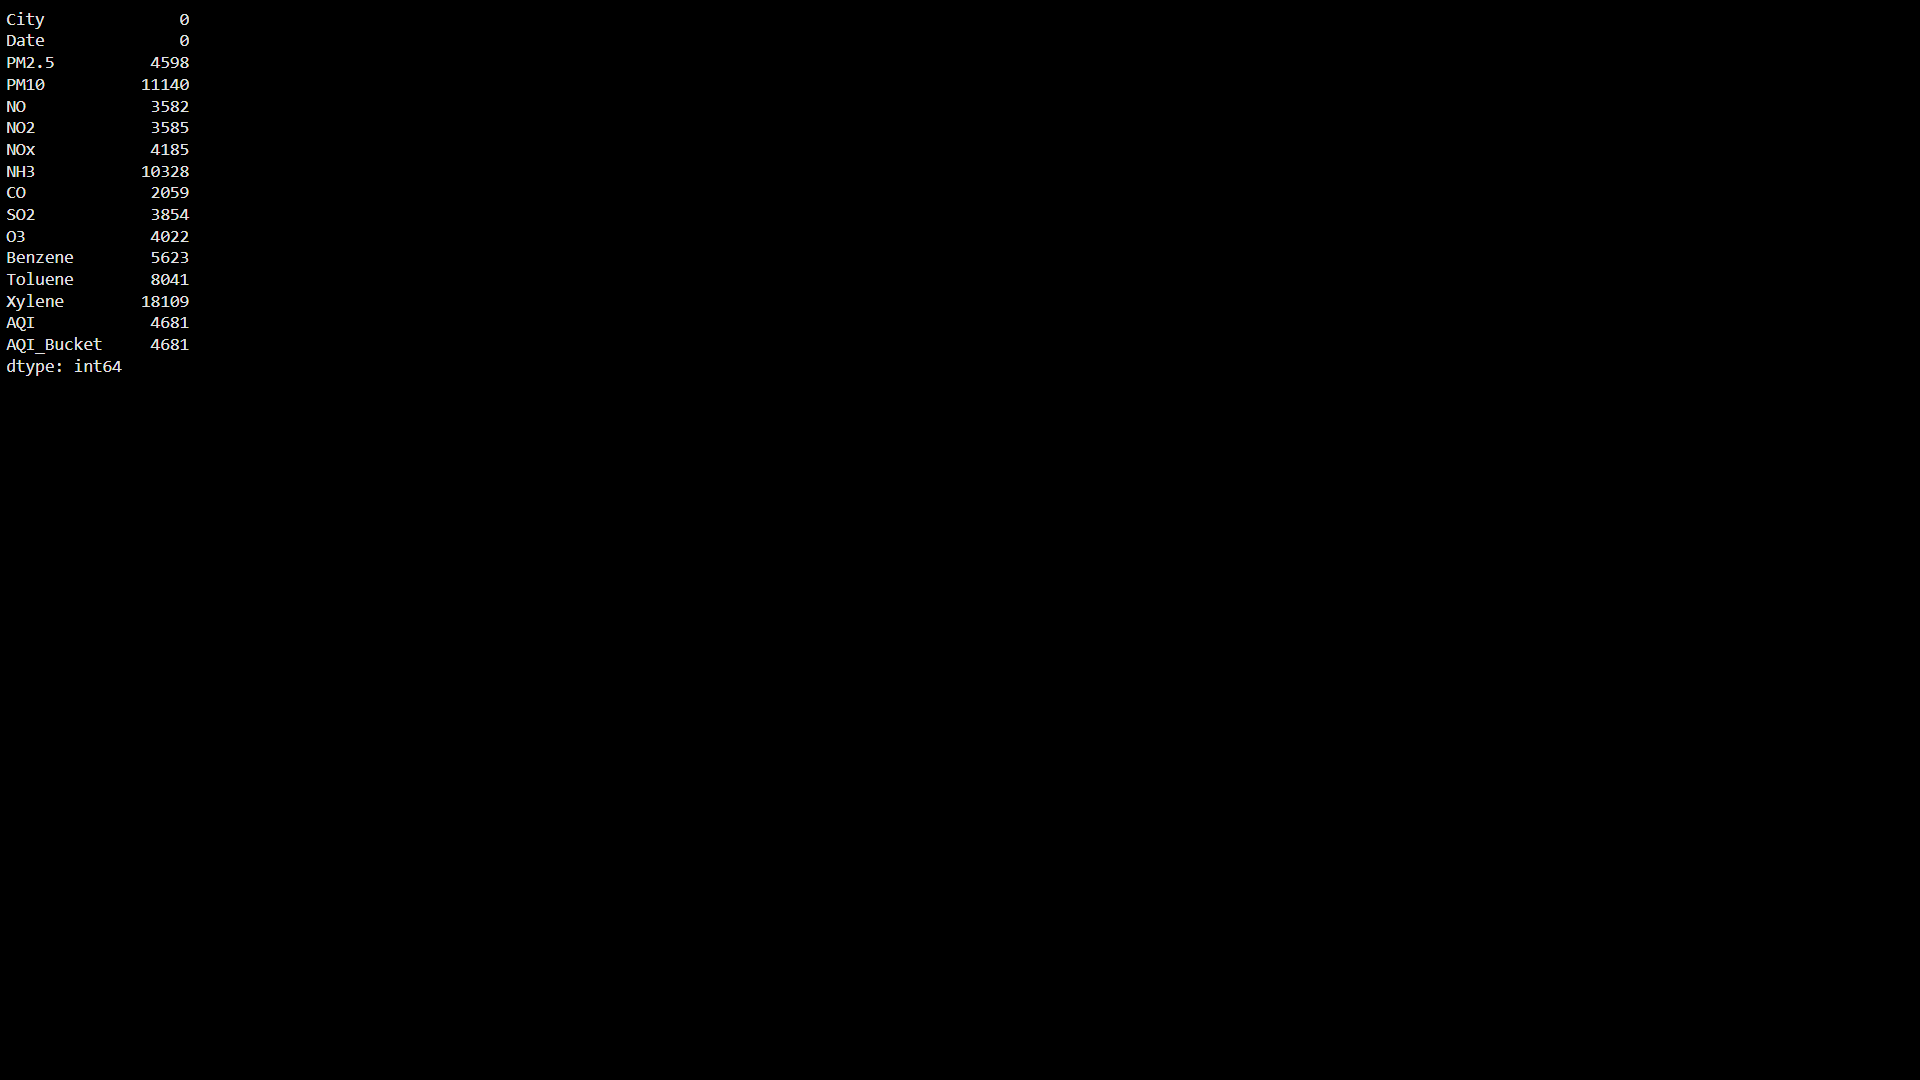 City 0
Date 0
PM2.5 4598
PM10 11140
NO 3582
NO2 3585
NOx 4185
NH3 10328
CO 2059
SO2 3854
O3 4022
Benzene 5623
Toluene 8041
Xylene 18109
AQI 4681
AQI_Bucket 4681
dtype: int64